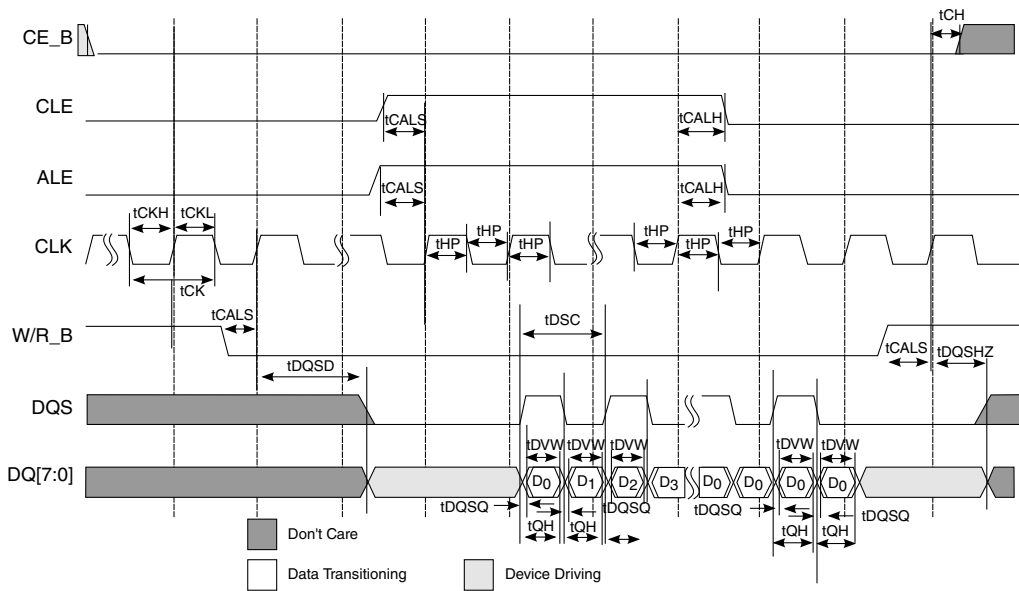 tCH
CE_B
CLE
tCALS
tCALH
ALE
tCALS
tCALH
tCKH
tCKL
CLK
tHP
tHP
tHP
tHP
tHP
tHP
tCK
tCALS
tDSC
W/R_B
tCALS
tDQSHZ
tDQSD
DQS
tDVW
tDVW
tDVW
tDVW
tDVW
DQ[7:0]
D0
D1
D2
D3
D0
D0
D0
D0
tDQSQ
tDQSQ
tDQSQ
tDQSQ
tQH
tQH
tQH
tQH
Don't Care
Data Transitioning
Device Driving